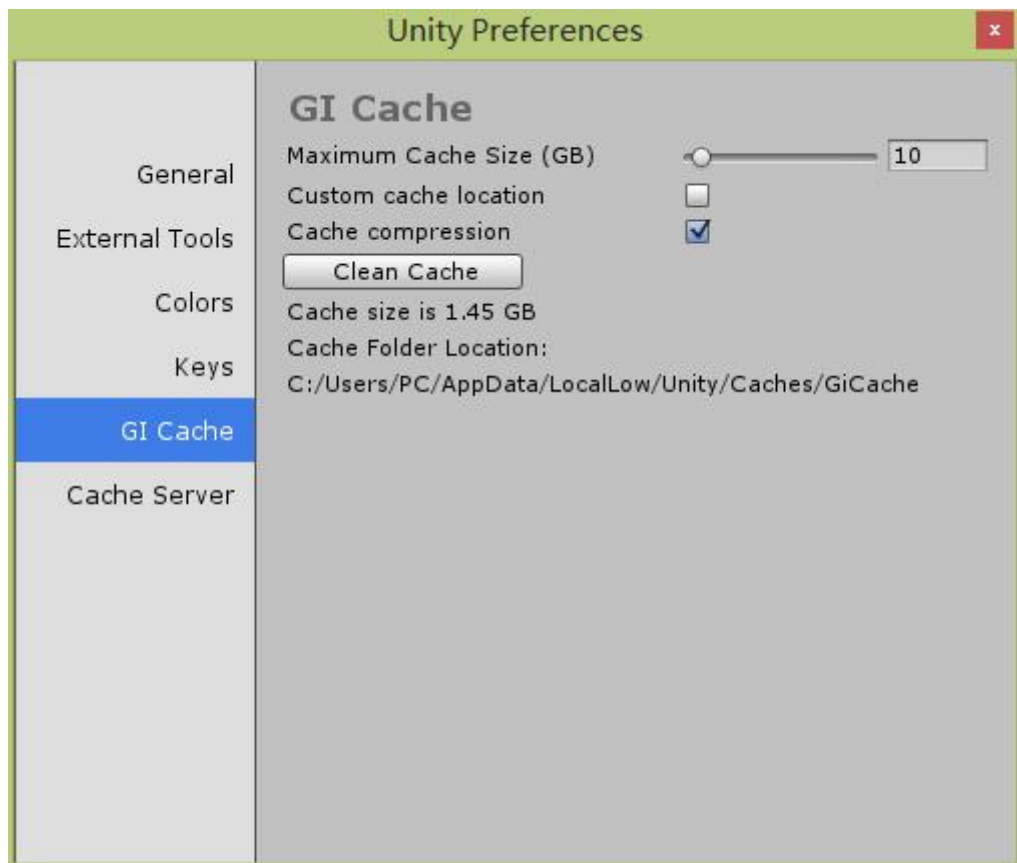 Unity Preferences
x
General
External Tools
Colors
Keys
GI Cache
Cache Server
GI Cache
Maximum Cache Size (GB) 10
Custom cache location
Cache compression
Clean Cache
Cache size is 1.45 GB
Cache Folder Location:
C:/Users/PC/AppData/LocalLow/Unity/Caches/GiCache